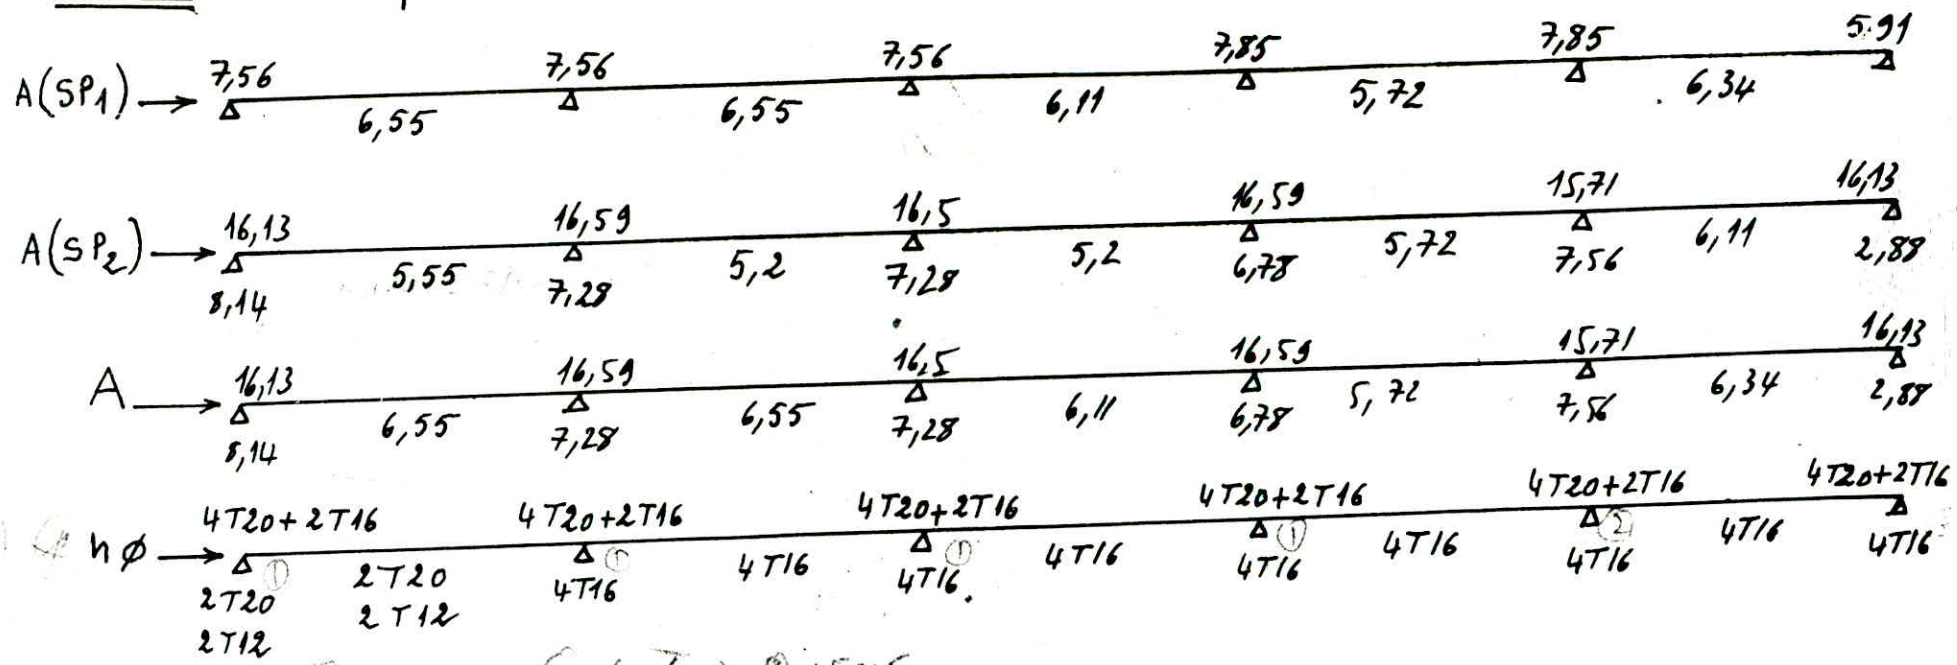 7,56 7,56 7,56 7,85 7,85 5.91
A(SP1) → 6,55 6,55 6,11 5,72 6,34
16,13 16,59 16,5 16,59 15,71 16,13
A(SP2) → 5,55 5,2 5,2 5,72 6,11
8,14 7,28 7,28 6,78 7,56 2,88
16,13 16,59 16,5 16,59 15,71 16,13
A → 6,55 6,55 6,11 5,72 6,34
8,14 7,28 7,28 6,78 7,56 2,88
4T20+2T16 4T20+2T16 4T20+2T16 4T20+2T16 4T20+2T16 4T20+2T16
nø → ① ① ① ① ②
2T20 4T16 4T16 4T16 4T16
2T20 2T12 4T16 4T16 4T16 4T16 4T16
2T12